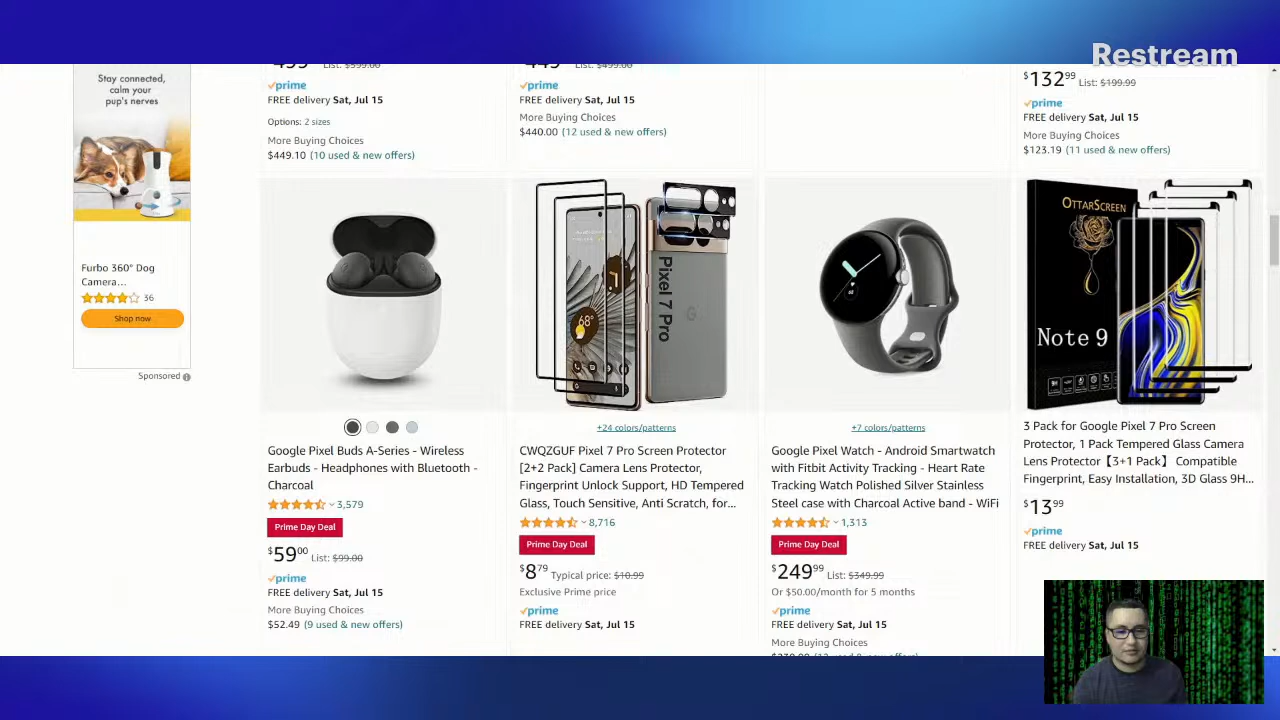 Restream
Stay connected,
calm your
pup's nerves
Furbo 360° Dog
Camera...
36
Shop now
Sponsored
List: $599.00
prime
FREE delivery Sat, Jul 15
Options: 2 sizes
More Buying Choices
$449.10 (10 used & new offers)
List: $499.00
prime
FREE delivery Sat, Jul 15
More Buying Choices
$440.00 (12 used & new offers)
$132.99 List: $199.99
prime
FREE delivery Sat, Jul 15
More Buying Choices
$123.19 (11 used & new offers)
Google Pixel Buds A-Series - Wireless
Earbuds - Headphones with Bluetooth -
Charcoal
3,579
Prime Day Deal
$59.00 List: $99.00
prime
FREE delivery Sat, Jul 15
More Buying Choices
$52.49 (9 used & new offers)
68°
Pixel 7 Pro
+24 colors/patterns
CWQZGUF Pixel 7 Pro Screen Protector
[2+2 Pack] Camera Lens Protector,
Fingerprint Unlock Support, HD Tempered
Glass, Touch Sensitive, Anti Scratch, for...
8,716
Prime Day Deal
$8.79 Typical price: $10.99
Exclusive Prime price
prime
FREE delivery Sat, Jul 15
+7 colors/patterns
Google Pixel Watch - Android Smartwatch
with Fitbit Activity Tracking - Heart Rate
Tracking Watch Polished Silver Stainless
Steel case with Charcoal Active band - WiFi
1,313
Prime Day Deal
$249.99 List: $349.99
Or $50.00/month for 5 months
prime
FREE delivery Sat, Jul 15
More Buying Choices
OTTARSCREEN
Note 9
3 Pack for Google Pixel 7 Pro Screen
Protector, 1 Pack Tempered Glass Camera
Lens Protector【3+1 Pack】 Compatible
Fingerprint, Easy Installation, 3D Glass 9H...
$13.99
prime
FREE delivery Sat, Jul 15